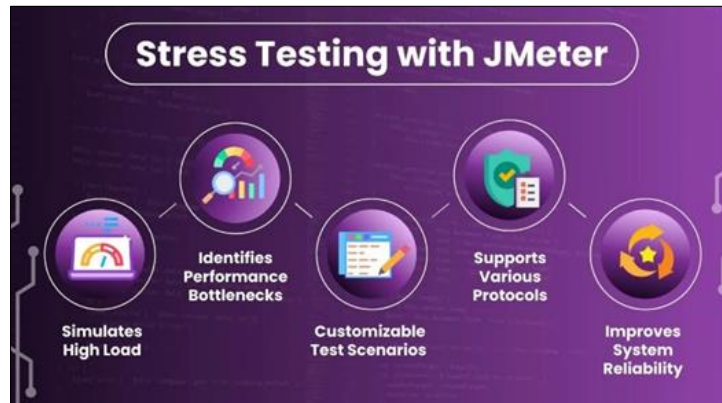 Stress Testing with JMeter
Simulates
High Load
Identifies
Performance
Bottlenecks
Customizable
Test Scenarios
Supports
Various
Protocols
Improves
System
Reliability